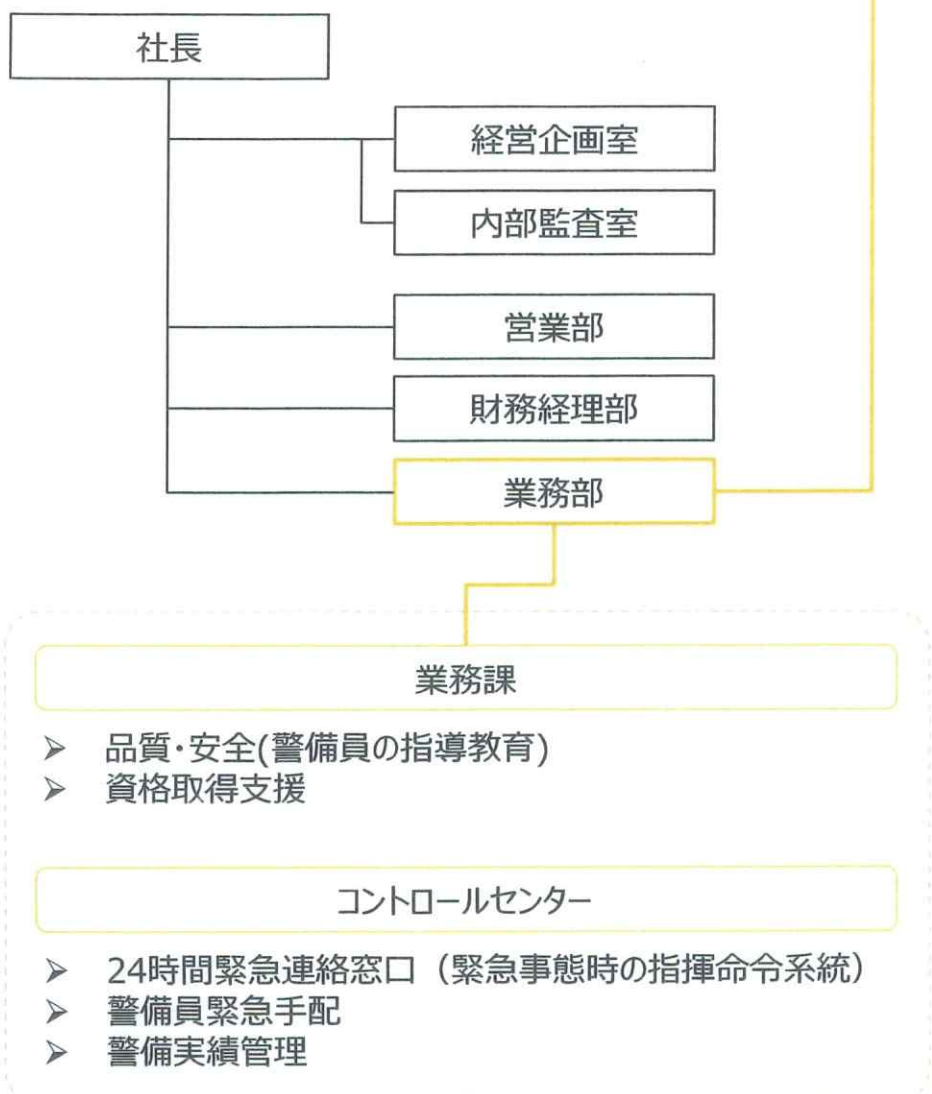 社長
経営企画室
内部監査室
営業部
財務経理部
業務部
業務課
➢ 品質・安全(警備員の指導教育)
➢ 資格取得支援
コントロールセンター
➢ 24時間緊急連絡窓口（緊急事態時の指揮命令系統）
➢ 警備員緊急手配
➢ 警備実績管理